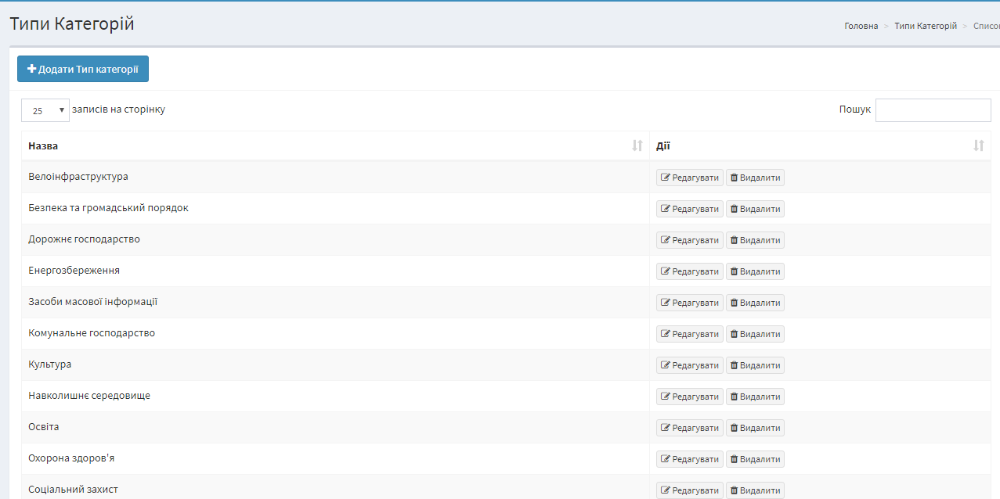 Типи Категорій
Головна > Типи Категорій > Список
Додати Тип категорії
25 записів на сторінку Пошук
Назва Дії
Велоінфраструктура Редагувати Видалити
Безпека та громадський порядок Редагувати Видалити
Дорожнє господарство Редагувати Видалити
Енергозбереження Редагувати Видалити
Засоби масової інформації Редагувати Видалити
Комунальне господарство Редагувати Видалити
Культура Редагувати Видалити
Навколишнє середовище Редагувати Видалити
Освіта Редагувати Видалити
Охорона здоров'я Редагувати Видалити
Соціальний захист Редагувати Видалити